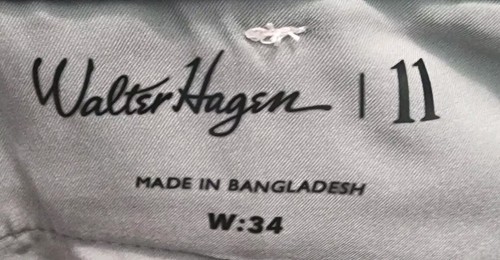 Walter Hagen | 11
MADE IN BANGLADESH
W:34